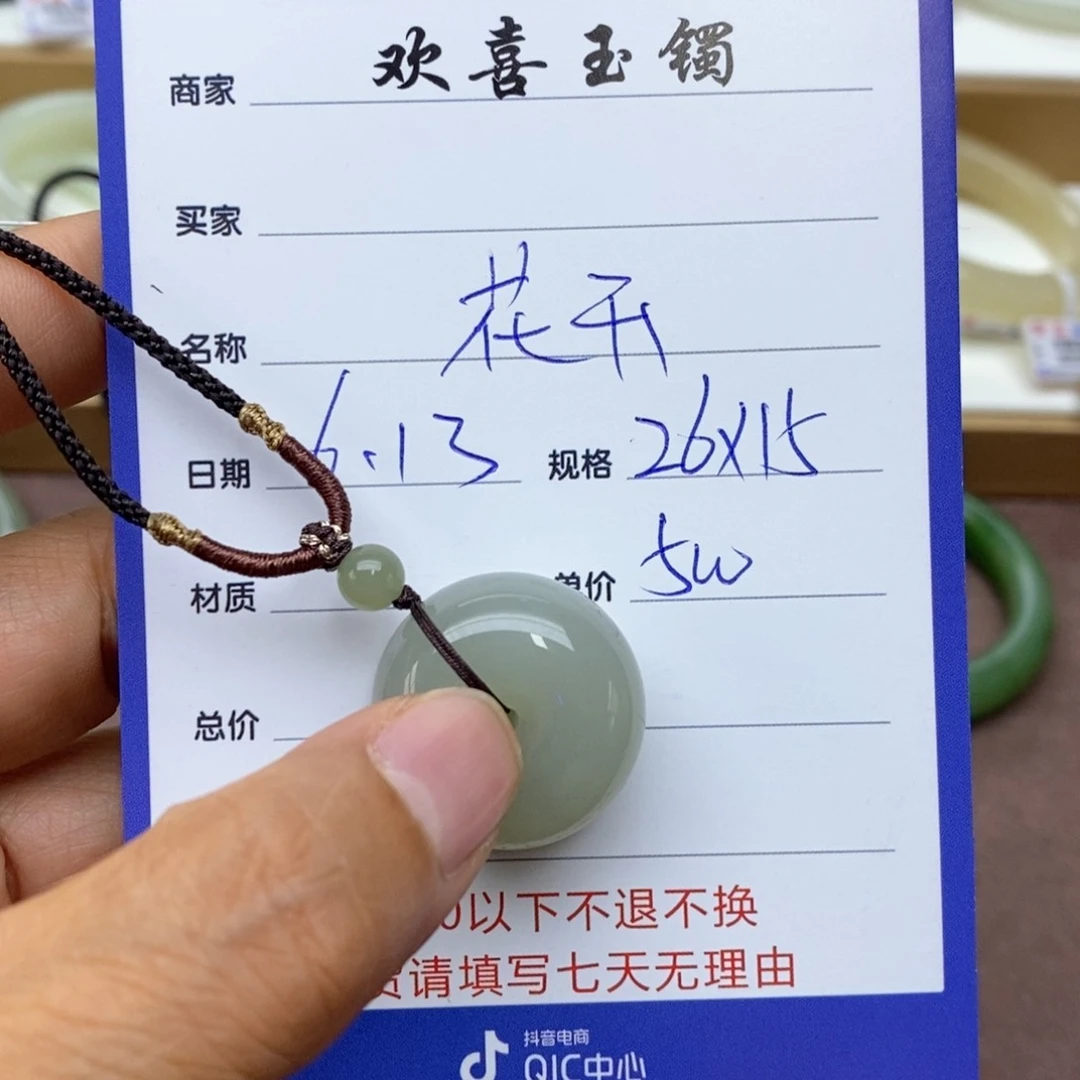 商家 欢喜玉镯
买家
名称 花
日期 6.13 规格 26X15
材质 单价
总价
0以下不退不换
请填写七天无理由
抖音电商
QIC中心